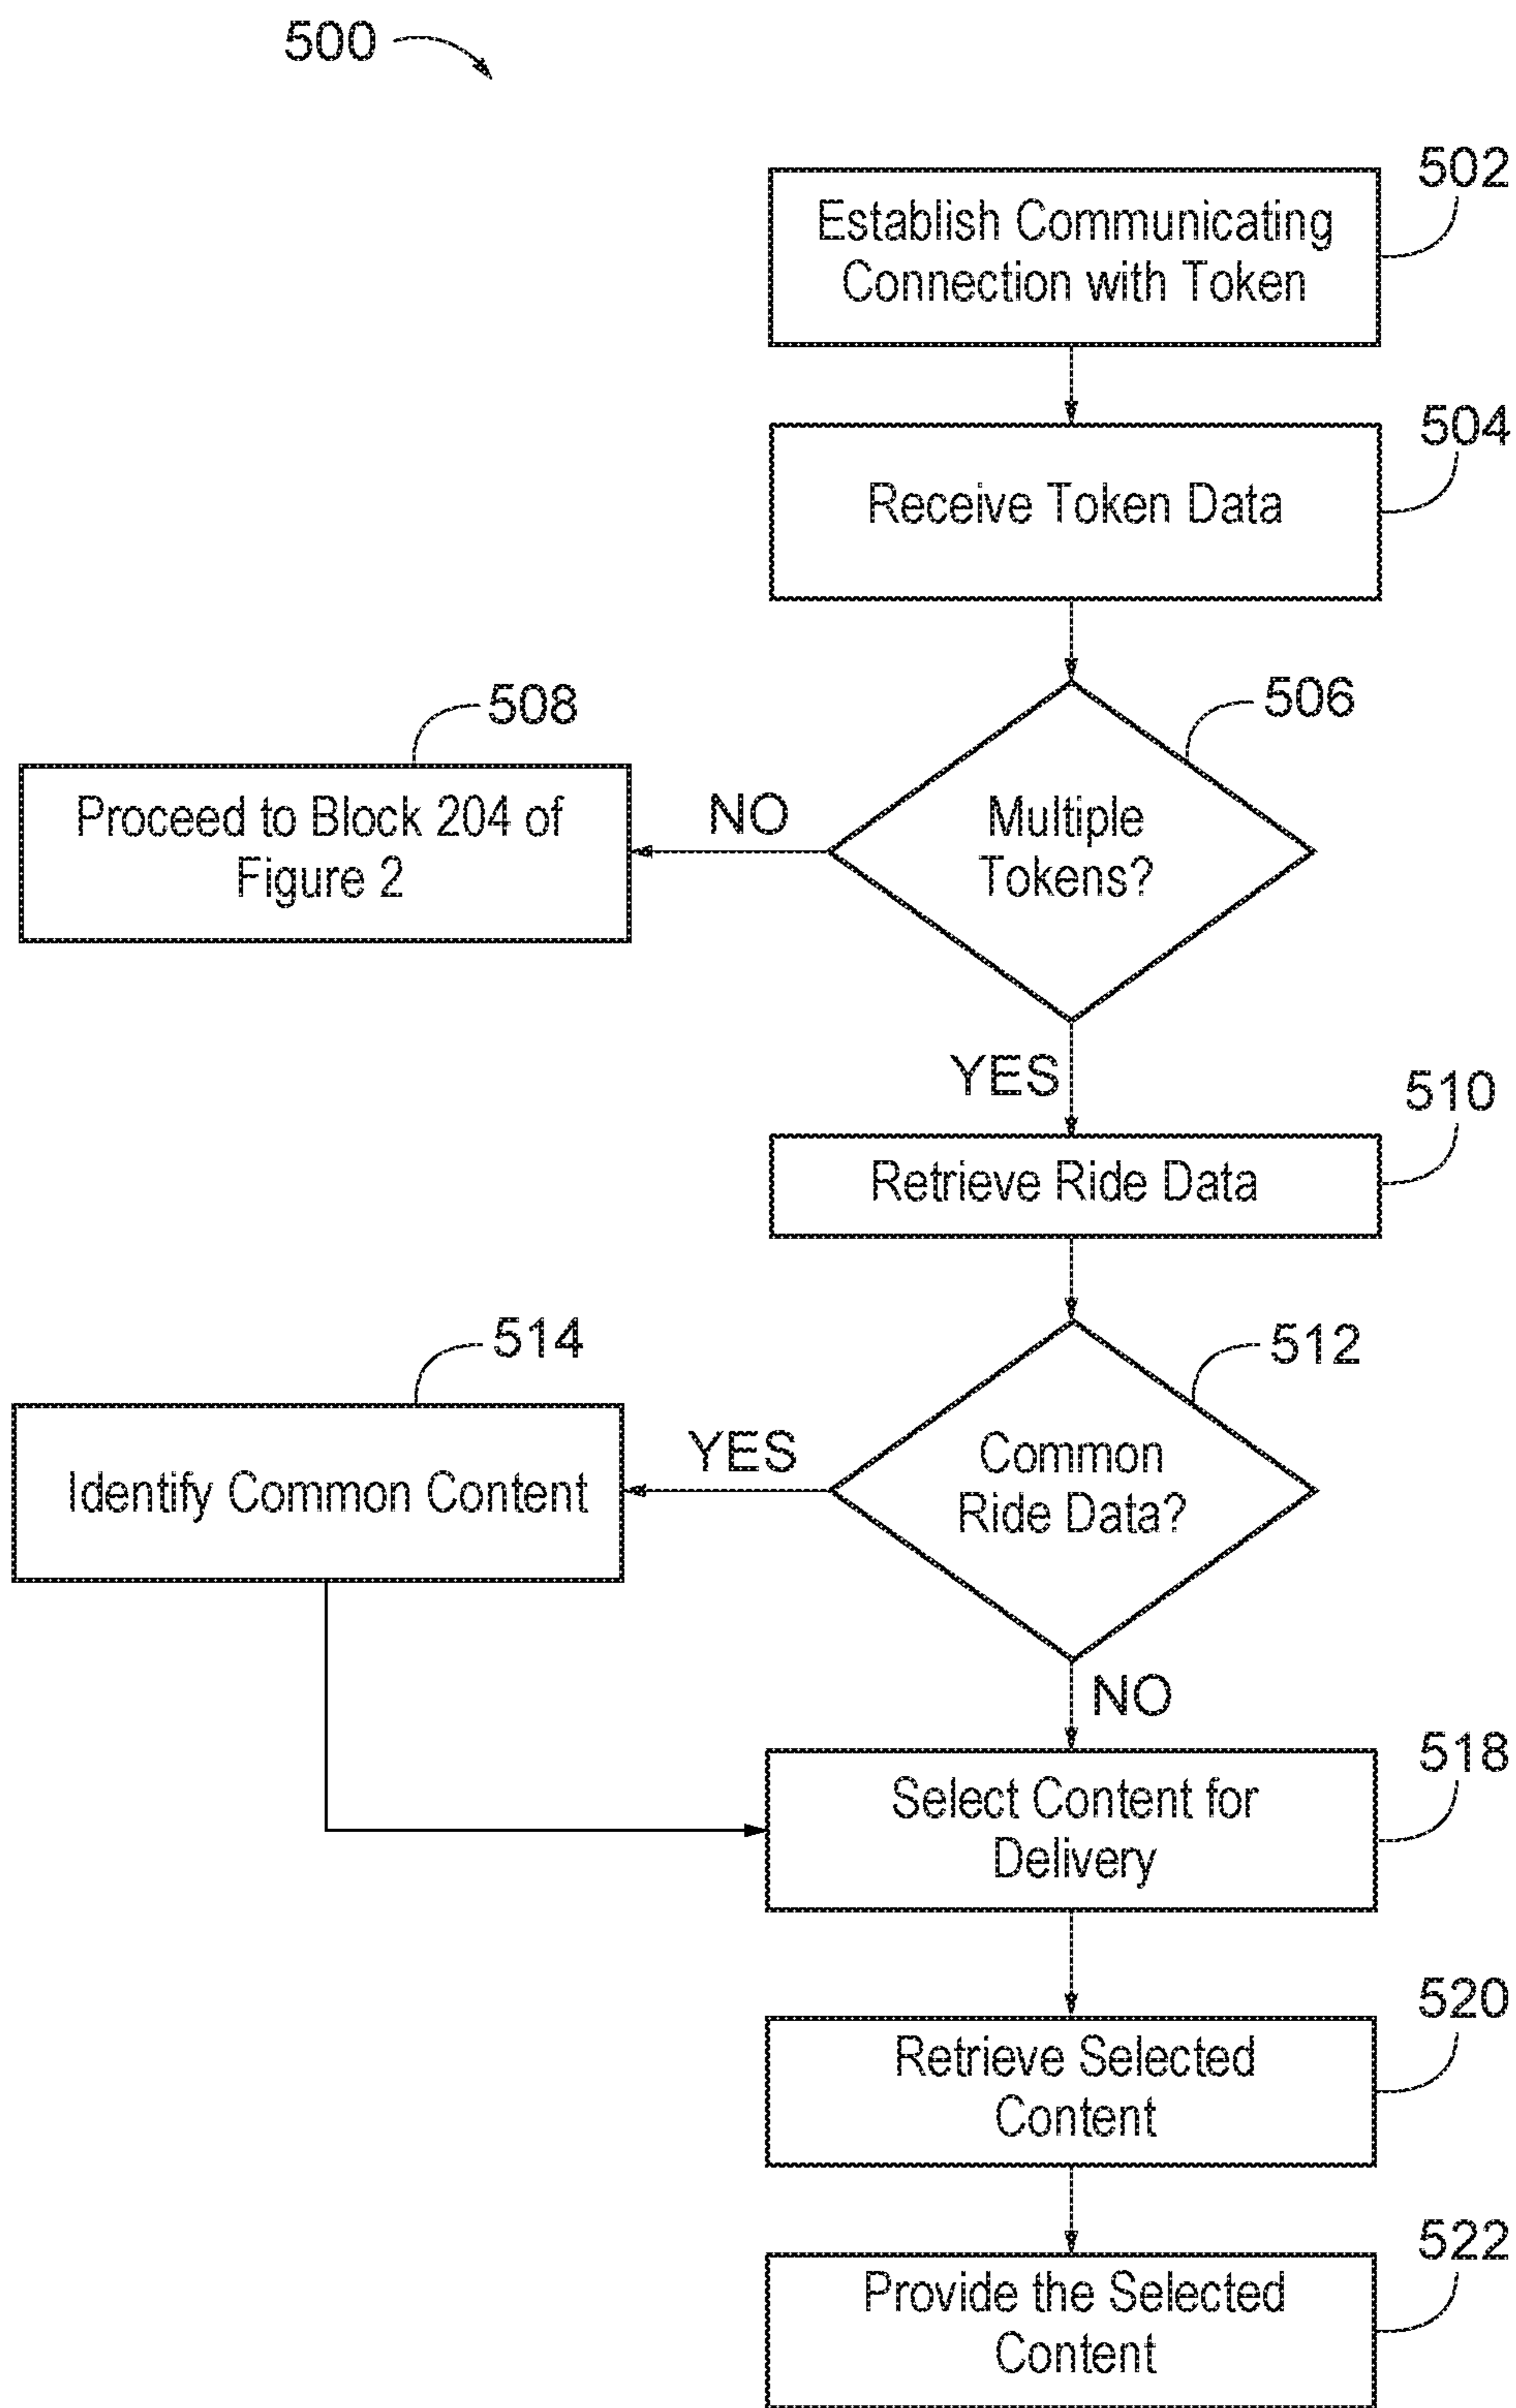 500
502
Establish Communicating
Connection with Token
504
Receive Token Data
506
Multiple
Tokens?
508
NO
Proceed to Block 204 of
Figure 2
YES
510
Retrieve Ride Data
514
512
YES
Common
Ride Data?
Identify Common Content
NO
518
Select Content for
Delivery
520
Retrieve Selected
Content
522
Provide the Selected
Content